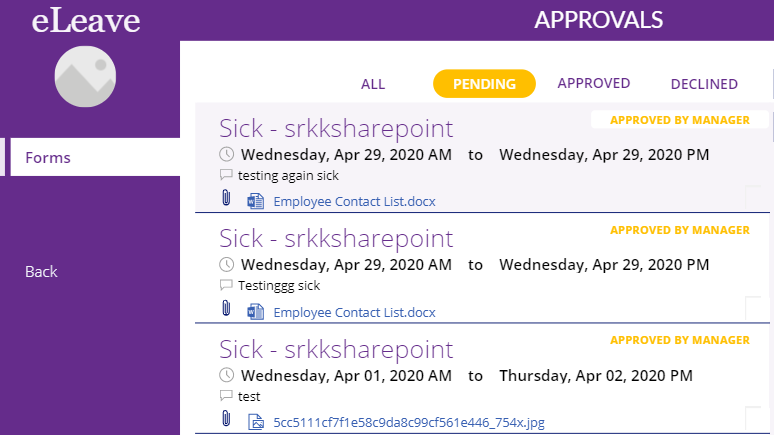 eLeave
APPROVALS
ALL PENDING APPROVED DECLINED
Forms
Back
Sick - srkksharepoint
APPROVED BY MANAGER
Wednesday, Apr 29, 2020 AM to Wednesday, Apr 29, 2020 PM
testing again sick
Employee Contact List.docx
Sick - srkksharepoint
APPROVED BY MANAGER
Wednesday, Apr 29, 2020 AM to Wednesday, Apr 29, 2020 PM
Testinggg sick
Employee Contact List.docx
Sick - srkksharepoint
APPROVED BY MANAGER
Wednesday, Apr 01, 2020 AM to Thursday, Apr 02, 2020 PM
test
5cc5111cf7f1e58c9da8c99cf561e446_754x.jpg